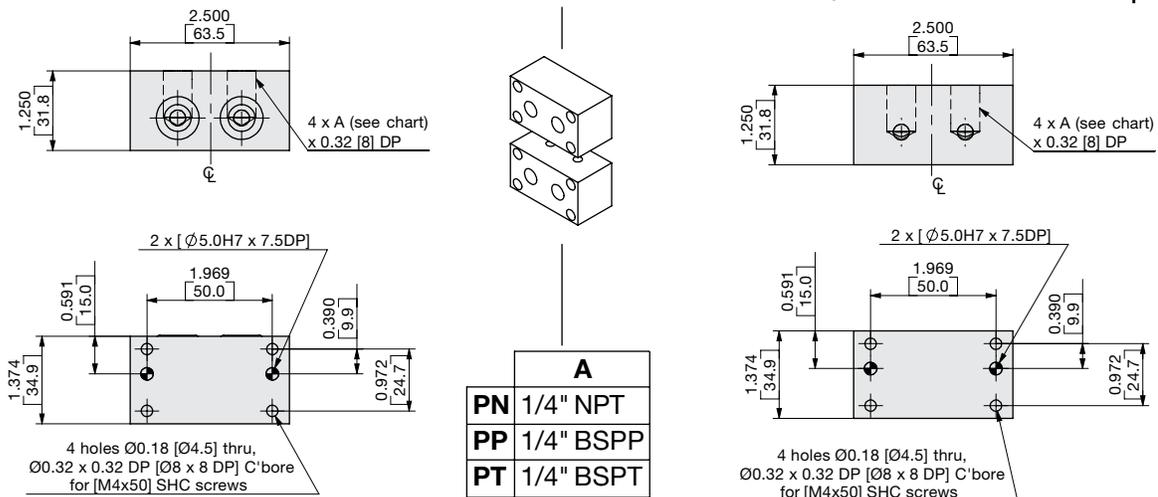 2.500
63.5
1.250
31.8
4 x A (see chart)
x 0.32 [8] DP
℄
2 x [∅5.0H7 x 7.5DP]
1.969
50.0
0.591
15.0
0.390
9.9
1.374
34.9
0.972
24.7
4 holes Ø0.18 [Ø4.5] thru,
Ø0.32 x 0.32 DP [Ø8 x 8 DP] C'bore
for [M4x50] SHC screws
A
PN 1/4" NPT
PP 1/4" BSPP
PT 1/4" BSPT
2.500
63.5
1.250
31.8
4 x A (see chart)
x 0.32 [8] DP
℄
2 x [∅5.0H7 x 7.5DP]
1.969
50.0
0.591
15.0
0.390
9.9
1.374
34.9
0.972
24.7
4 holes Ø0.18 [Ø4.5] thru,
Ø0.32 x 0.32 DP [Ø8 x 8 DP] C'bore
for [M4x50] SHC screws